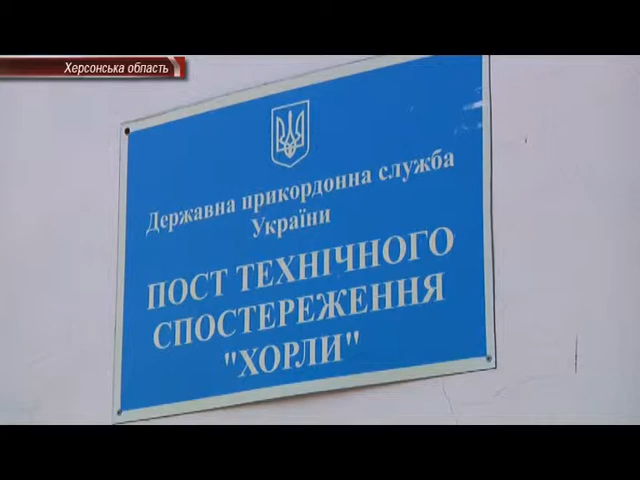 Херсонська область
Державна прикордонна служба
України
ПОСТ ТЕХНІЧНОГО
СПОСТЕРЕЖЕННЯ
"ХОРЛИ"